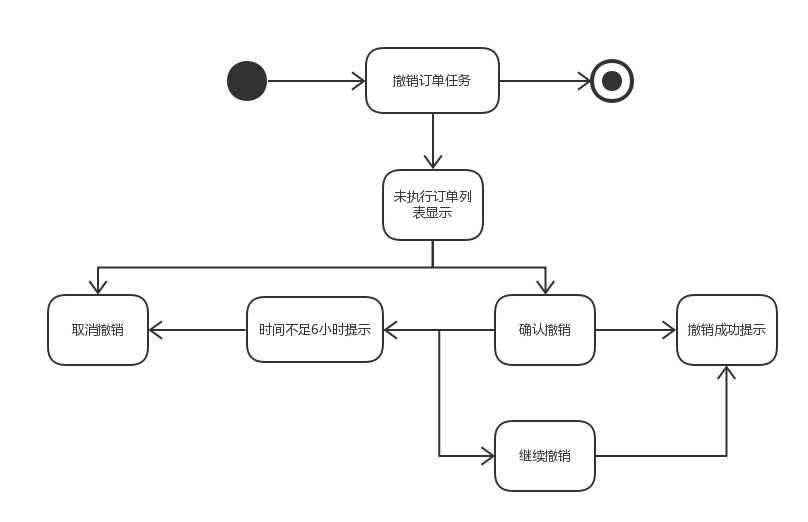 撤销订单任务
未执行订单列
表显示
取消撤销
时间不足6小时提示
确认撤销
撤销成功提示
继续撤销